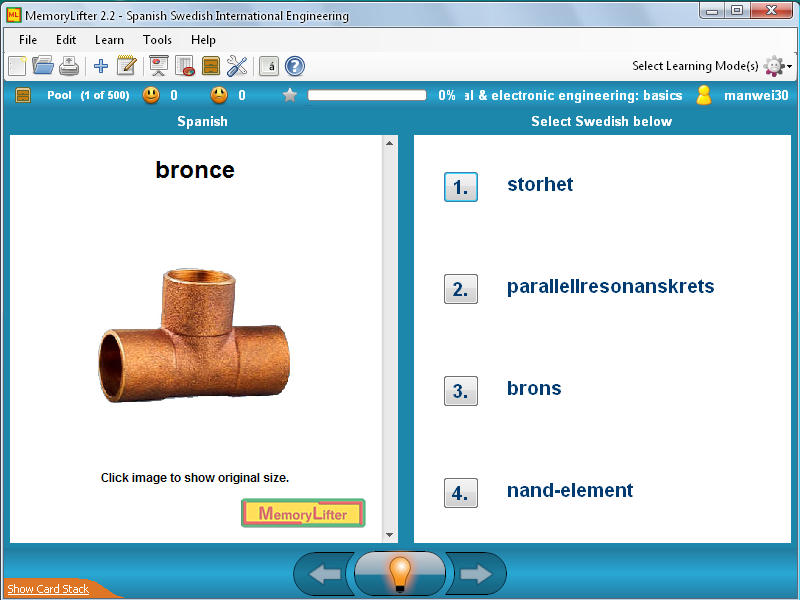 MemoryLifter 2.2 - Spanish Swedish International Engineering
File Edit Learn Tools Help
Select Learning Mode(s)
Pool (1 of 500) 0 0 0% al & electronic engineering: basics manwei30
Spanish
Select Swedish below
bronce
Click image to show original size.
MemoryLifter
1. storhet
2. parallellresonanskrets
3. brons
4. nand-element
Show Card Stack